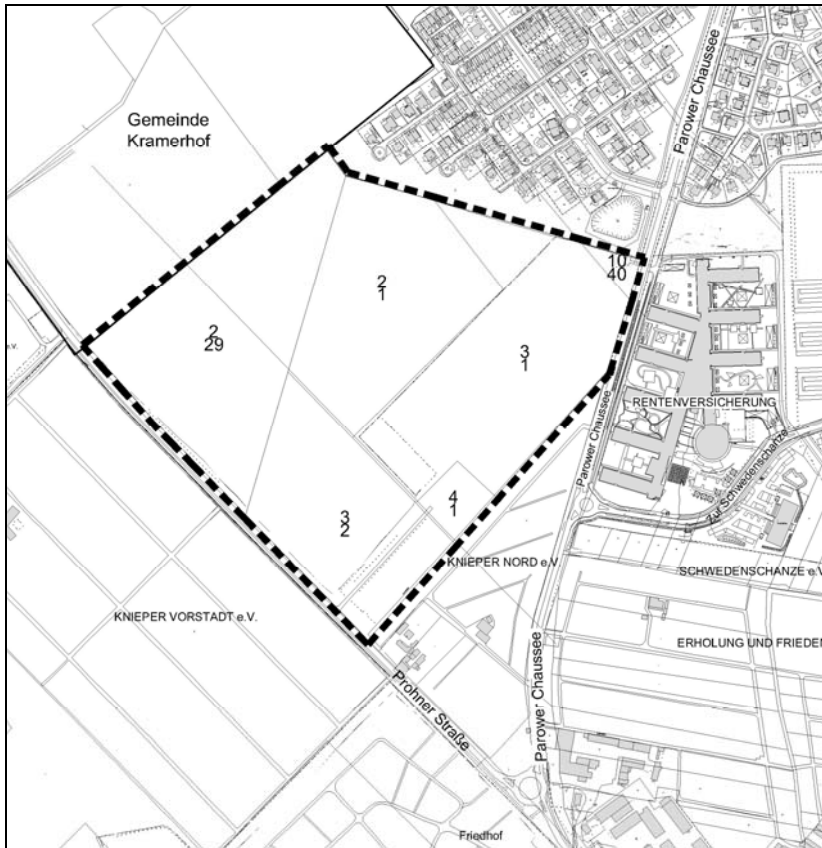 Gemeinde
Kramerhof
Parower Chaussee
10
40
2
1
2
29
3
1
e.V.
RENTENVERSICHERUNG
Parower Chaussee
Zur Schwedenschanze
4
1
3
2
KNIEPER NORD e.V.
SCHWEDENSCHANZE e.V.
KNIEPER VORSTADT e.V.
ERHOLUNG UND FRIEDEN
Parower Chaussee
Prohner Straße
Friedhof